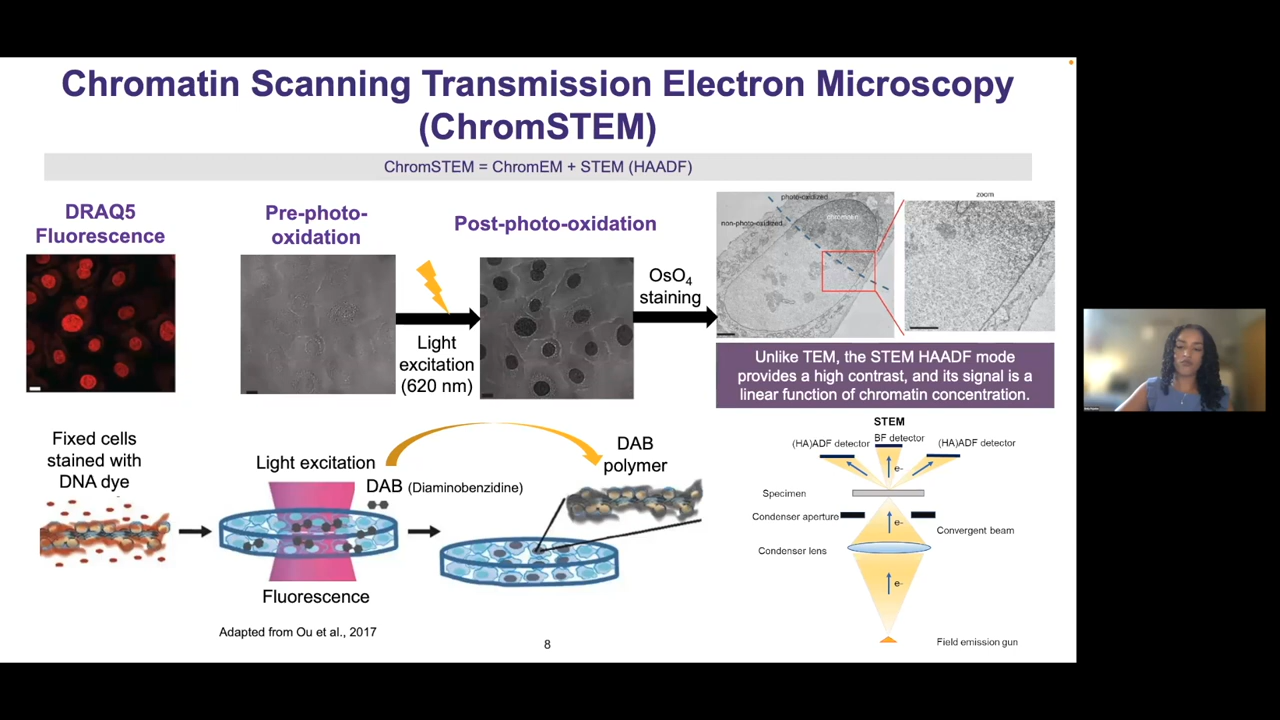 Chromatin Scanning Transmission Electron Microscopy
(ChromSTEM)
ChromSTEM = ChromEM + STEM (HAADF)
DRAQ5
Fluorescence
Pre-photo-
oxidation
Post-photo-oxidation
Light
excitation
(620 nm)
OsO₄
staining
photo-oxidized
non-photo-oxidized
zoom
Unlike TEM, the STEM HAADF mode
provides a high contrast, and its signal is a
linear function of chromatin concentration.
Fixed cells
stained with
DNA dye
Light excitation
DAB (Diaminobenzidine)
Fluorescence
DAB
polymer
Adapted from Ou et al., 2017
STEM
(HA)ADF detector
BF detector
(HA)ADF detector
e-
Specimen
Condenser aperture
e-
Convergent beam
Condenser lens
e-
Field emission gun
8